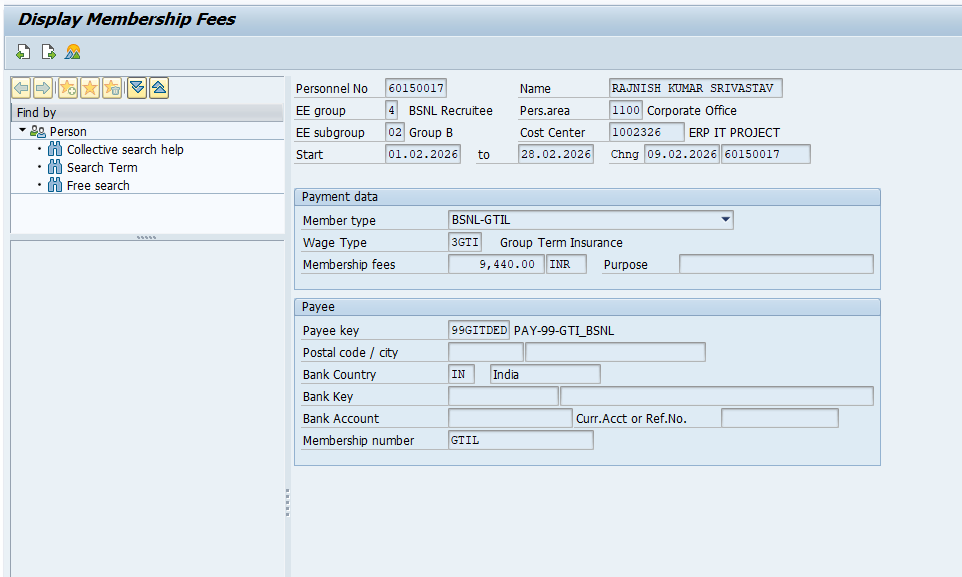 Display Membership Fees
Find by
Person
Collective search help
Search Term
Free search
Personnel No 60150017 Name RAJNISH KUMAR SRIVASTAV
EE group 4 BSNL Recruitee Pers.area 1100 Corporate Office
EE subgroup 02 Group B Cost Center 1002326 ERP IT PROJECT
Start 01.02.2026 to 28.02.2026 Chng 09.02.2026 60150017
Payment data
Member type BSNL-GTIL
Wage Type 3GTI Group Term Insurance
Membership fees 9,440.00 INR Purpose
Payee
Payee key 99GITDED PAY-99-GTI_BSNL
Postal code / city
Bank Country IN India
Bank Key
Bank Account Curr.Acct or Ref.No.
Membership number GTIL